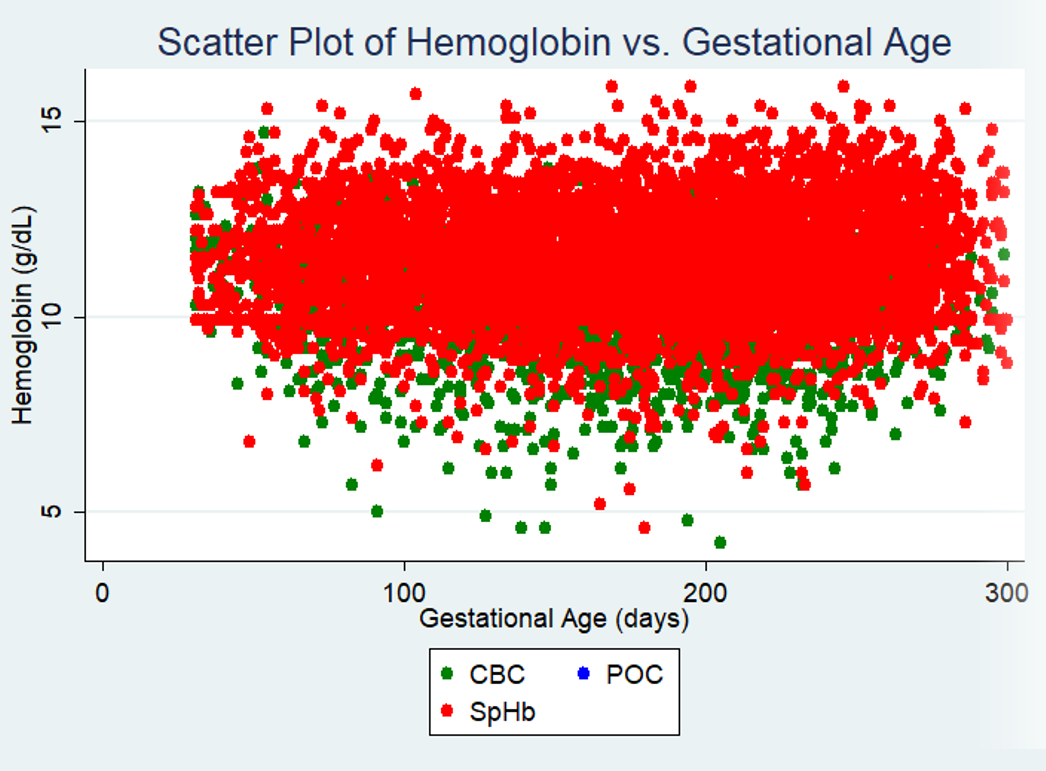 Scatter Plot of Hemoglobin vs. Gestational Age
15
10
5
Hemoglobin (g/dL)
0 100 200 300
Gestational Age (days)
CBC POC
SpHb